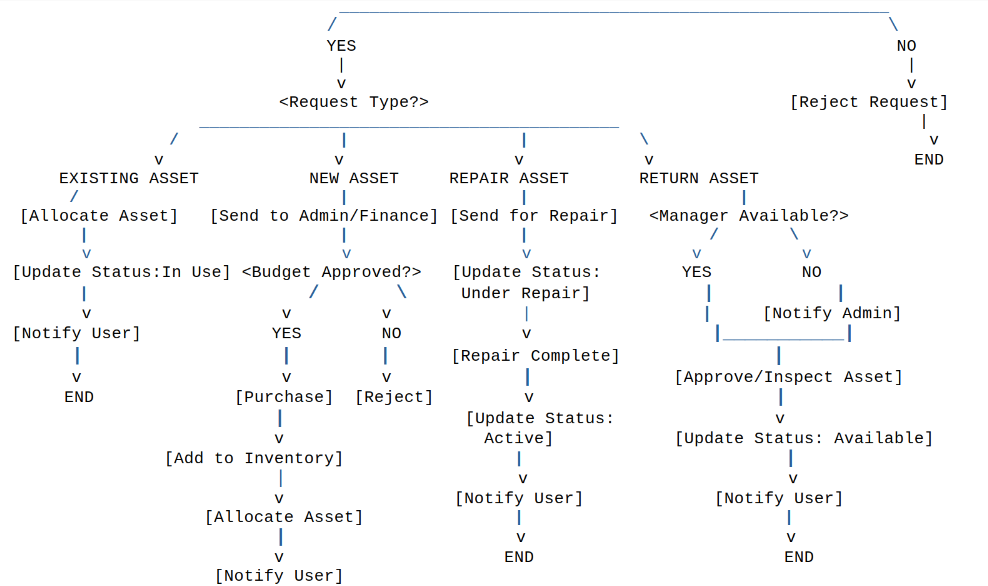 YES NO
v v
<Request Type?> [Reject Request]
v
v v v v END
EXISTING ASSET NEW ASSET REPAIR ASSET RETURN ASSET
[Allocate Asset] [Send to Admin/Finance] [Send for Repair] <Manager Available?>
v v v v v
[Update Status:In Use] <Budget Approved?> [Update Status: YES NO
Under Repair]
v v v [Notify Admin]
[Notify User] YES NO v
[Repair Complete]
v v v [Approve/Inspect Asset]
END [Purchase] [Reject] v
[Update Status: v
v Active] [Update Status: Available]
[Add to Inventory]
v v v
[Allocate Asset] [Notify User] [Notify User]
v v v
[Notify User] END END